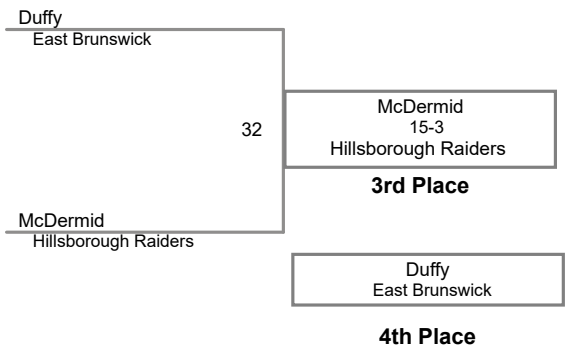 Duffy
East Brunswick
32
McDermid
15-3
Hillsborough Raiders
3rd Place
McDermid
Hillsborough Raiders
Duffy
East Brunswick
4th Place